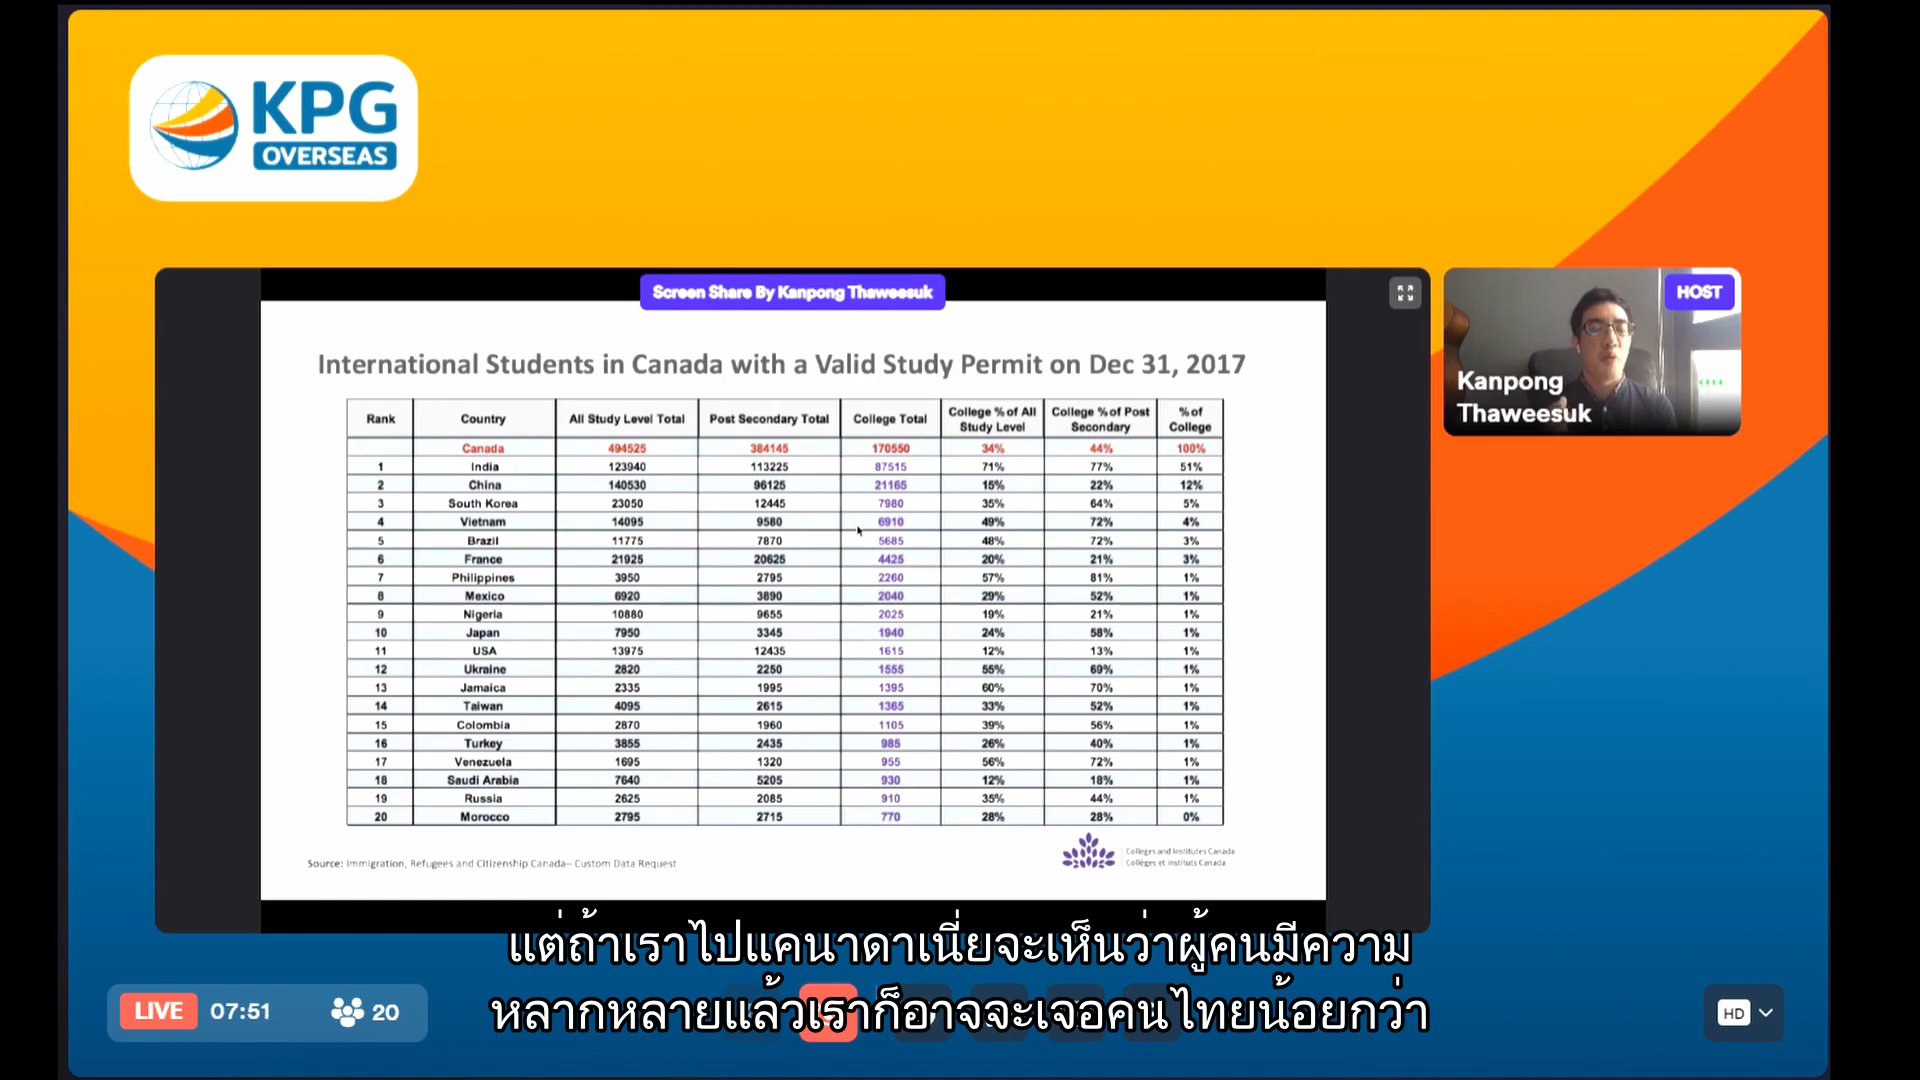 KPG
OVERSEAS
Screen Share By Kanpong Thaweesuk
HOST
Kanpong
Thaweesuk
International Students in Canada with a Valid Study Permit on Dec 31, 2017
Rank Country All Study Level Total Post Secondary Total College Total College % of All Study Level College % of Post Secondary % of College
Canada 494525 384145 170550 34% 44% 100%
1 India 123940 113225 87515 71% 77% 51%
2 China 140530 96125 21165 15% 22% 12%
3 South Korea 23050 12445 7980 35% 64% 5%
4 Vietnam 14095 9580 6910 49% 72% 4%
5 Brazil 11775 7870 5685 48% 72% 3%
6 France 21925 20625 4425 20% 21% 3%
7 Philippines 3950 2795 2260 57% 81% 1%
8 Mexico 6920 3890 2040 29% 52% 1%
9 Nigeria 10880 9655 2025 19% 21% 1%
10 Japan 7950 3345 1940 24% 58% 1%
11 USA 13975 12435 1615 12% 13% 1%
12 Ukraine 2820 2250 1555 55% 69% 1%
13 Jamaica 2335 1995 1395 60% 70% 1%
14 Taiwan 4095 2615 1365 33% 52% 1%
15 Colombia 2870 1960 1105 39% 56% 1%
16 Turkey 3855 2435 985 26% 40% 1%
17 Venezuela 1695 1320 955 56% 72% 1%
18 Saudi Arabia 7640 5205 930 12% 18% 1%
19 Russia 2625 2085 910 35% 44% 1%
20 Morocco 2795 2715 770 28% 28% 0%
Source: Immigration, Refugees and Citizenship Canada– Custom Data Request
Colleges and Institutes Canada
Collèges et instituts Canada
แต่ถ้าเราไปแคนาดาเนี่ยจะเห็นว่าผู้คนมีความ
หลากหลายแล้วเราก็อาจจะเจอคนไทยน้อยกว่า
LIVE 07:51 20
HD